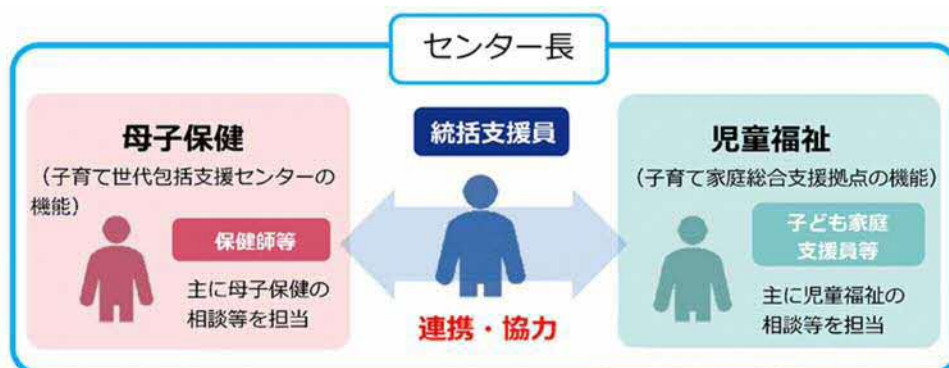 センター長
母子保健
（子育て世代包括支援センターの
機能）
保健師等
主に母子保健の
相談等を担当
統括支援員
連携・協力
児童福祉
（子育て家庭総合支援拠点の機能）
子ども家庭
支援員等
主に児童福祉の
相談等を担当